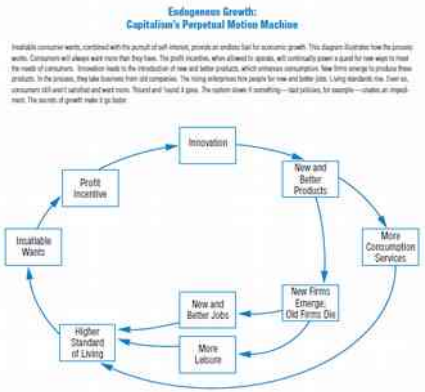 Endogenous Growth:
Capitalism's Perpetual Motion Machine
Insatiable consumer wants, combined with the pursuit of self-interest, provide an endless fuel for economic growth. This diagram illustrates how the process
works. Consumers will always want more than they have. The profit incentive, when allowed to operate, will continually power a quest for new ways to meet
the needs of consumers. Innovation leads to the introduction of new and better products, which enhances consumption. New firms emerge to produce these
products. In the process, they take business from old companies. The rising enterprises hire people for new and better jobs. Living standards rise. Even so,
consumers still aren't satisfied and want more. 'Round and 'round it goes. The system slows if something—bad policies, for example—creates an impedi-
ment. The secrets of growth make it go faster.
Innovation
Profit
Incentive
New and
Better
Products
Insatiable
Wants
More
Consumption
Services
New Firms
Emerge,
Old Firms Die
New and
Better Jobs
Higher
Standard
of Living
More
Leisure